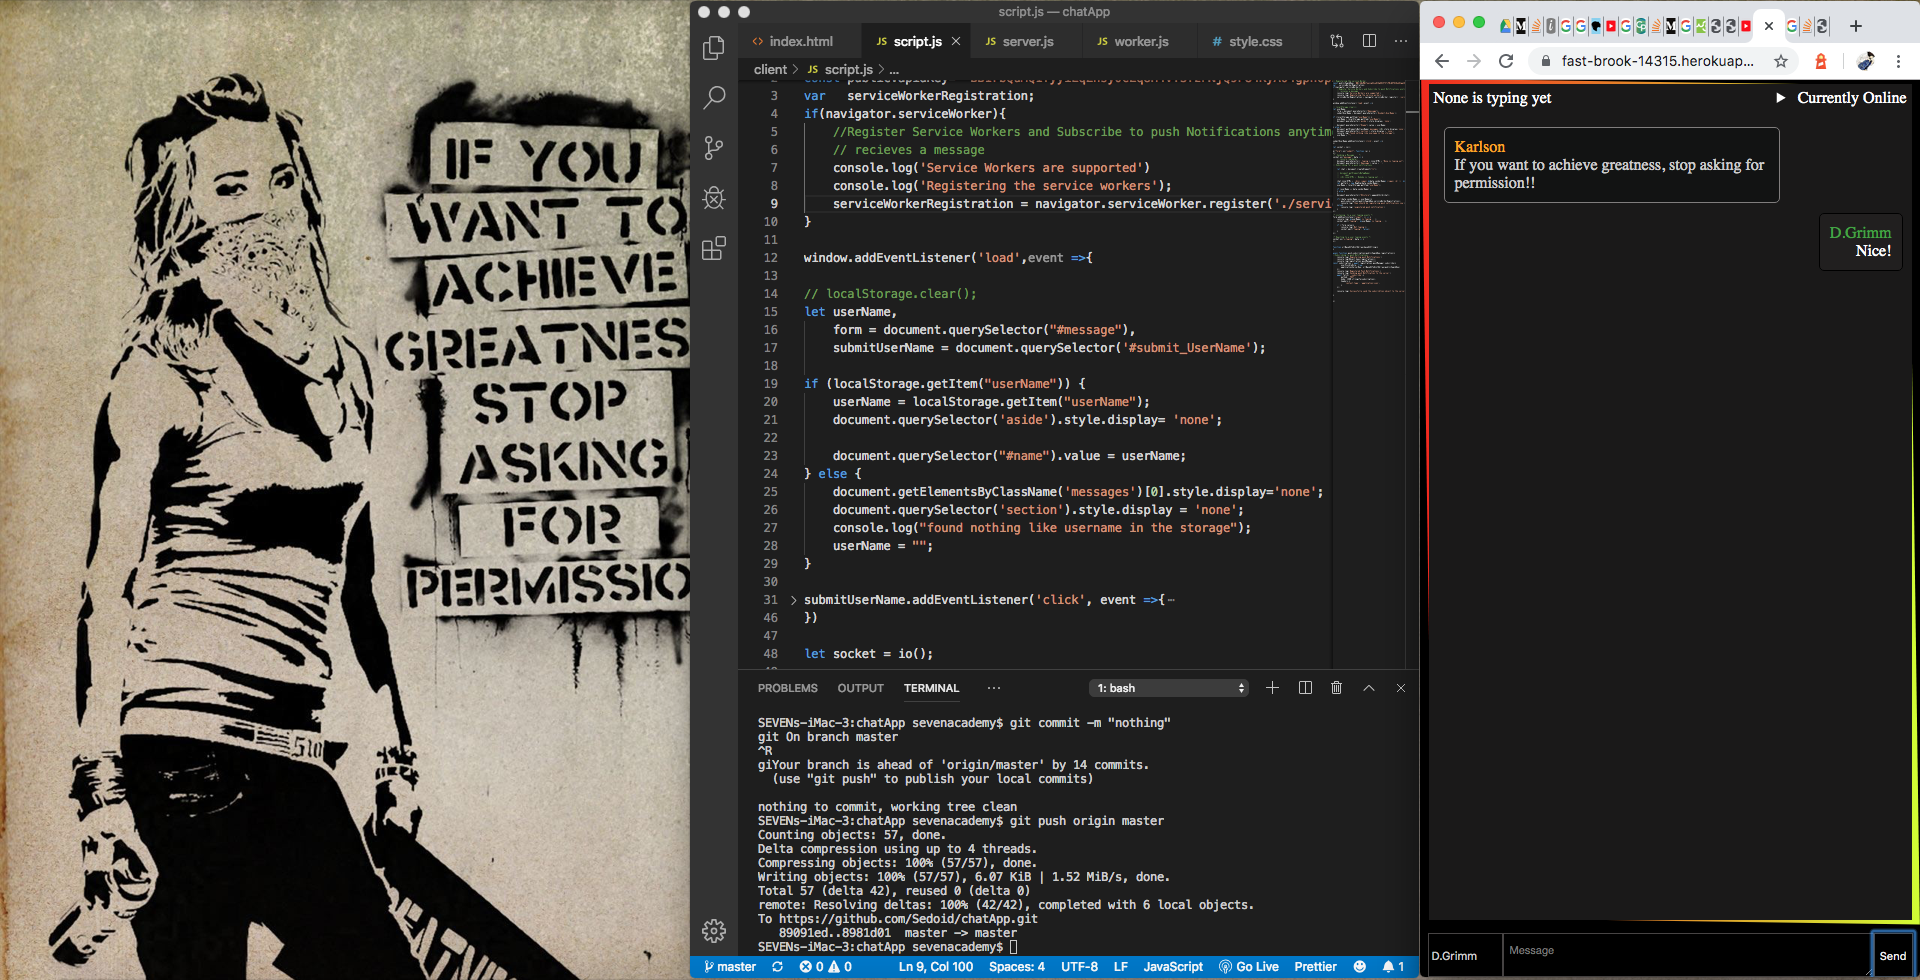 IF YOU
WANT TO
ACHIEVE
GREATNES
STOP
ASKING
FOR
PERMISSIO
510
EATN
script.js — chatApp
<> index.html
JS script.js ×
JS server.js
JS worker.js
# style.css
client > JS script.js > ...
3 var serviceWorkerRegistration;
4 if(navigator.serviceWorker){
5 //Register Service Workers and Subscribe to push Notifications anytim
6 // recieves a message
7 console.log('Service Workers are supported')
8 console.log('Registering the service workers');
9 serviceWorkerRegistration = navigator.serviceWorker.register('./servi
10 }
11
12 window.addEventListener('load',event =>{
13
14 // localStorage.clear();
15 let userName,
16 form = document.querySelector("#message"),
17 submitUserName = document.querySelector('#submit_UserName');
18
19 if (localStorage.getItem("userName")) {
20 userName = localStorage.getItem("userName");
21 document.querySelector('aside').style.display= 'none';
22
23 document.querySelector("#name").value = userName;
24 } else {
25 document.getElementsByClassName('messages')[0].style.display='none';
26 document.querySelector('section').style.display = 'none';
27 console.log("found nothing like username in the storage");
28 userName = "";
29 }
30
31 submitUserName.addEventListener('click', event =>{
46 })
47
48 let socket = io();
PROBLEMS OUTPUT TERMINAL ··· 1: bash
SEVENs-iMac-3:chatApp sevenacademy$ git commit -m "nothing"
git On branch master
^R
giYour branch is ahead of 'origin/master' by 14 commits.
(use "git push" to publish your local commits)
nothing to commit, working tree clean
SEVENs-iMac-3:chatApp sevenacademy$ git push origin master
Counting objects: 57, done.
Delta compression using up to 4 threads.
Compressing objects: 100% (57/57), done.
Writing objects: 100% (57/57), 6.07 KiB | 1.52 MiB/s, done.
Total 57 (delta 42), reused 0 (delta 0)
remote: Resolving deltas: 100% (42/42), completed with 6 local objects.
To https://github.com/Sedoid/chatApp.git
89091ed..8981d01 master -> master
SEVENs-iMac-3:chatApp sevenacademy$
master 0 0 Ln 9, Col 100 Spaces: 4 UTF-8 LF JavaScript Go Live Prettier 1
fast-brook-14315.herokuap...
None is typing yet
Currently Online
Karlson
If you want to achieve greatness, stop asking for
permission!!
D.Grimm
Nice!
D.Grimm
Message
Send